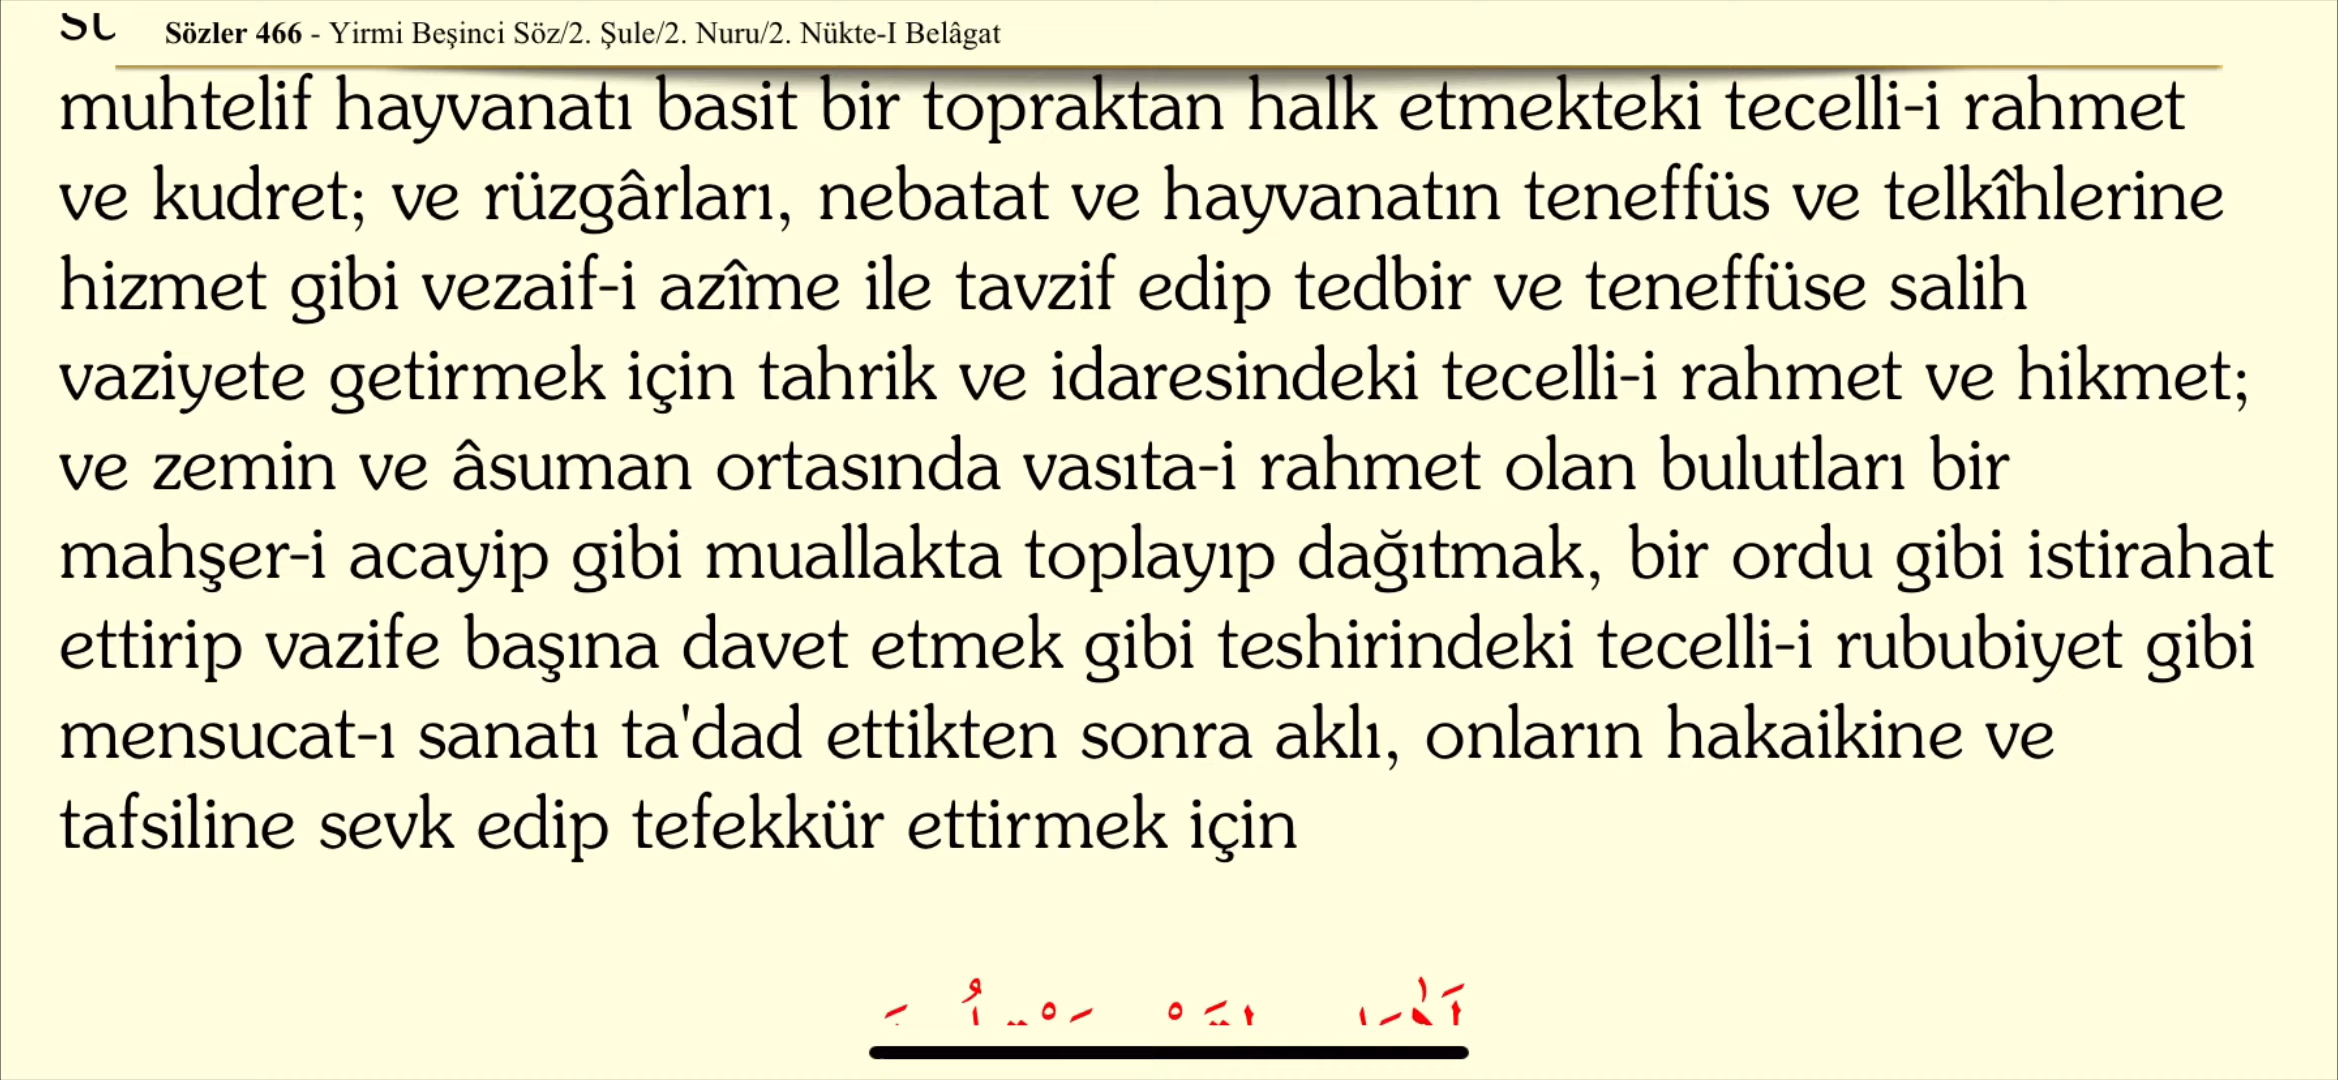 Sözler 466 - Yirmi Beşinci Söz/2. Şule/2. Nuru/2. Nükte-I Belâgat
muhtelif hayvanatı basit bir topraktan halk etmekteki tecelli-i rahmet
ve kudret; ve rüzgârları, nebatat ve hayvanatın teneffüs ve telkîhlerine
hizmet gibi vezaif-i azîme ile tavzif edip tedbir ve teneffüse salih
vaziyete getirmek için tahrik ve idaresindeki tecelli-i rahmet ve hikmet;
ve zemin ve âsuman ortasında vasıta-i rahmet olan bulutları bir
mahşer-i acayip gibi muallakta toplayıp dağıtmak, bir ordu gibi istirahat
ettirip vazife başına davet etmek gibi teshirindeki tecelli-i rububiyet gibi
mensucat-ı sanatı ta'dad ettikten sonra aklı, onların hakaikine ve
tafsiline sevk edip tefekkür ettirmek için